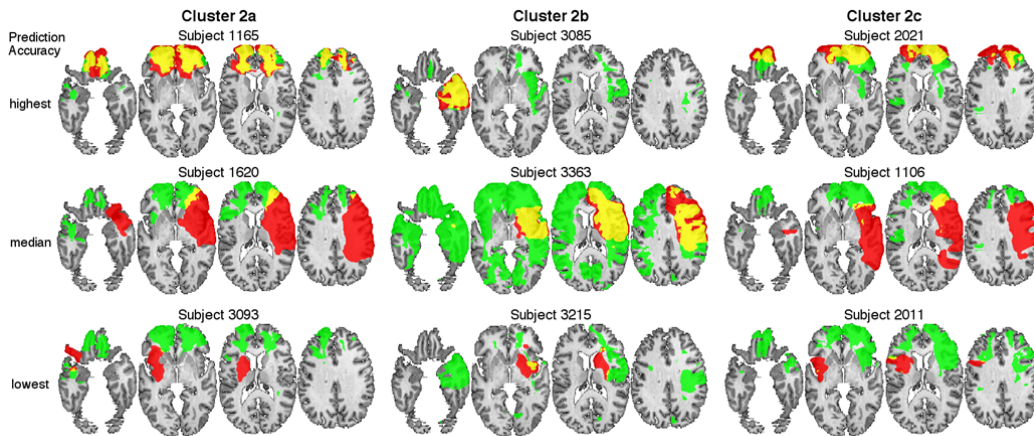 Cluster 2a Cluster 2b Cluster 2c
Prediction
Accuracy
Subject 1165 Subject 3085 Subject 2021
highest
Subject 1620 Subject 3363 Subject 1106
median
Subject 3093 Subject 3215 Subject 2011
lowest